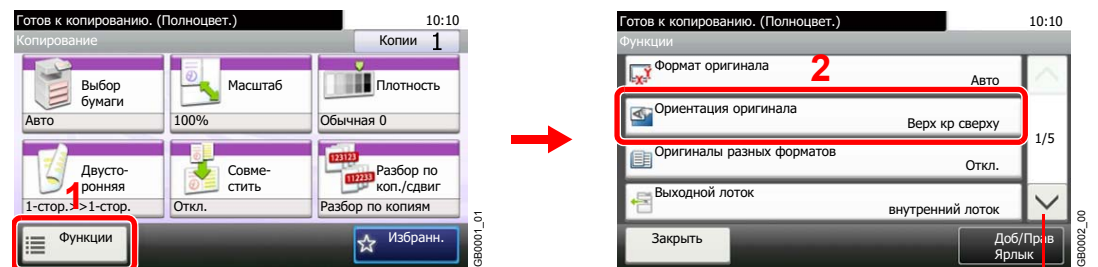 Готов к копированию. (Полноцвет.)
10:10
Копирование
Копии 1
Выбор
бумаги
Авто
Масштаб
100%
Плотность
Обычная 0
Двусто-
ронняя
1-стор.>>1-стор.
Совме-
стить
Откл.
123123
112233
Разбор по
коп./сдвиг
Разбор по копиям
1
Функции
Избранн.
GB0001_01
Готов к копированию. (Полноцвет.)
10:10
Функции
Формат оригинала
Авто
2
Ориентация оригинала
Верх кр сверху
1/5
Оригиналы разных форматов
Откл.
Выходной лоток
внутренний лоток
Закрыть
Доб/Прав
Ярлык
GB0002_00